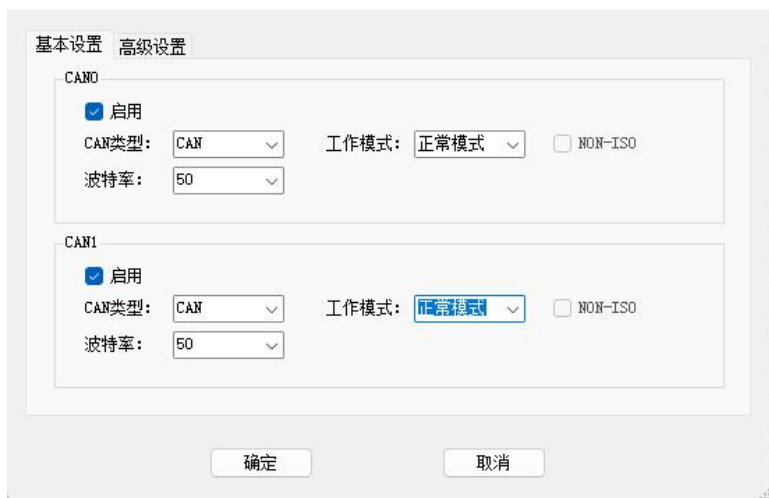 基本设置 高级设置
CAN0
启用
CAN类型: CAN 工作模式: 正常模式 NON-ISO
波特率: 50
CAN1
启用
CAN类型: CAN 工作模式: 正常模式 NON-ISO
波特率: 50
确定 取消